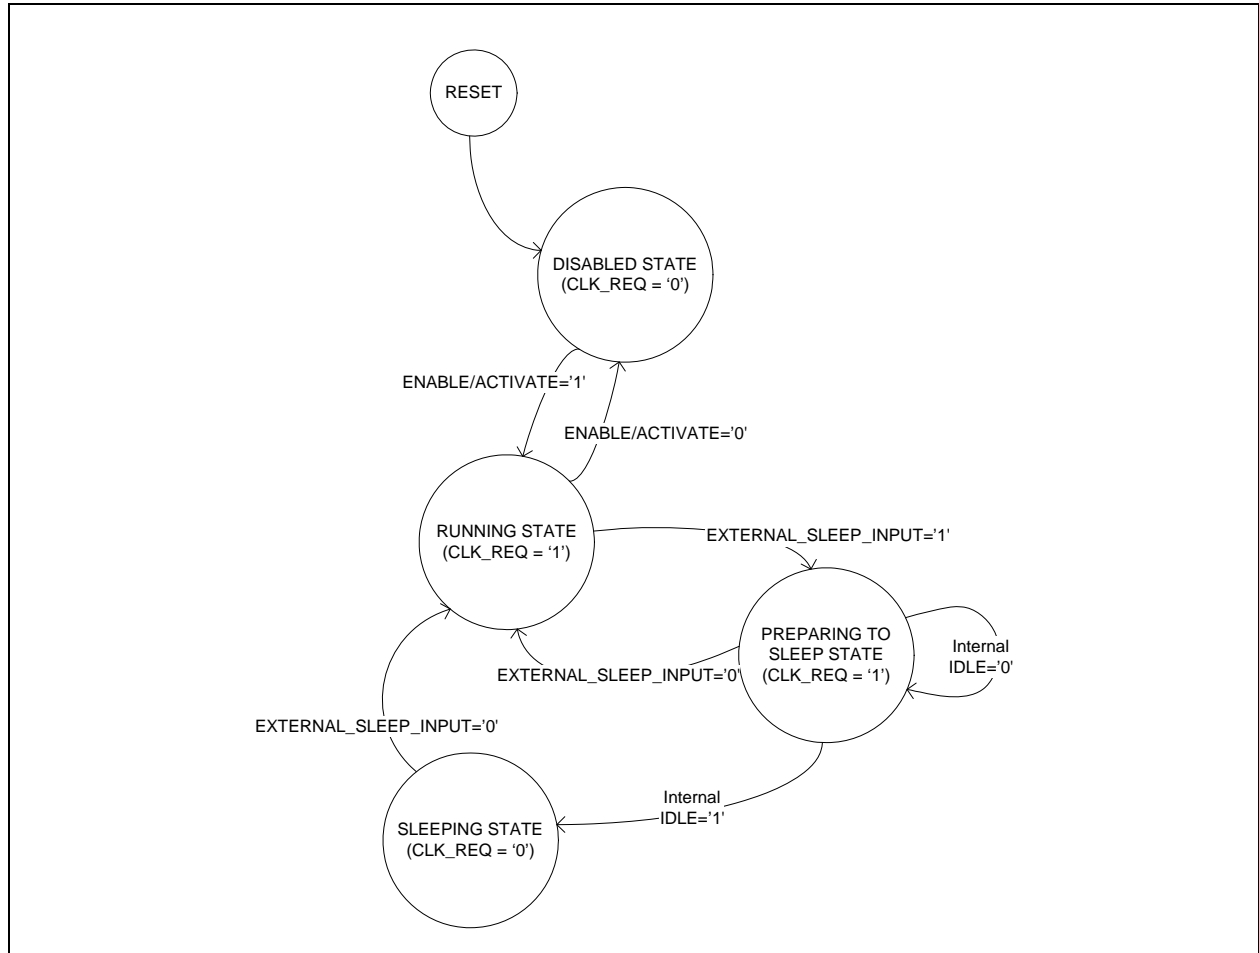 RESET
DISABLED STATE
(CLK_REQ = ‘0’)
ENABLE/ACTIVATE='1'
ENABLE/ACTIVATE='0'
RUNNING STATE
(CLK_REQ = ‘1’)
EXTERNAL_SLEEP_INPUT='1'
PREPARING TO
SLEEP STATE
(CLK_REQ = ‘1’)
Internal
IDLE='0'
EXTERNAL_SLEEP_INPUT='0'
EXTERNAL_SLEEP_INPUT='0'
Internal
IDLE='1'
SLEEPING STATE
(CLK_REQ = ‘0’)